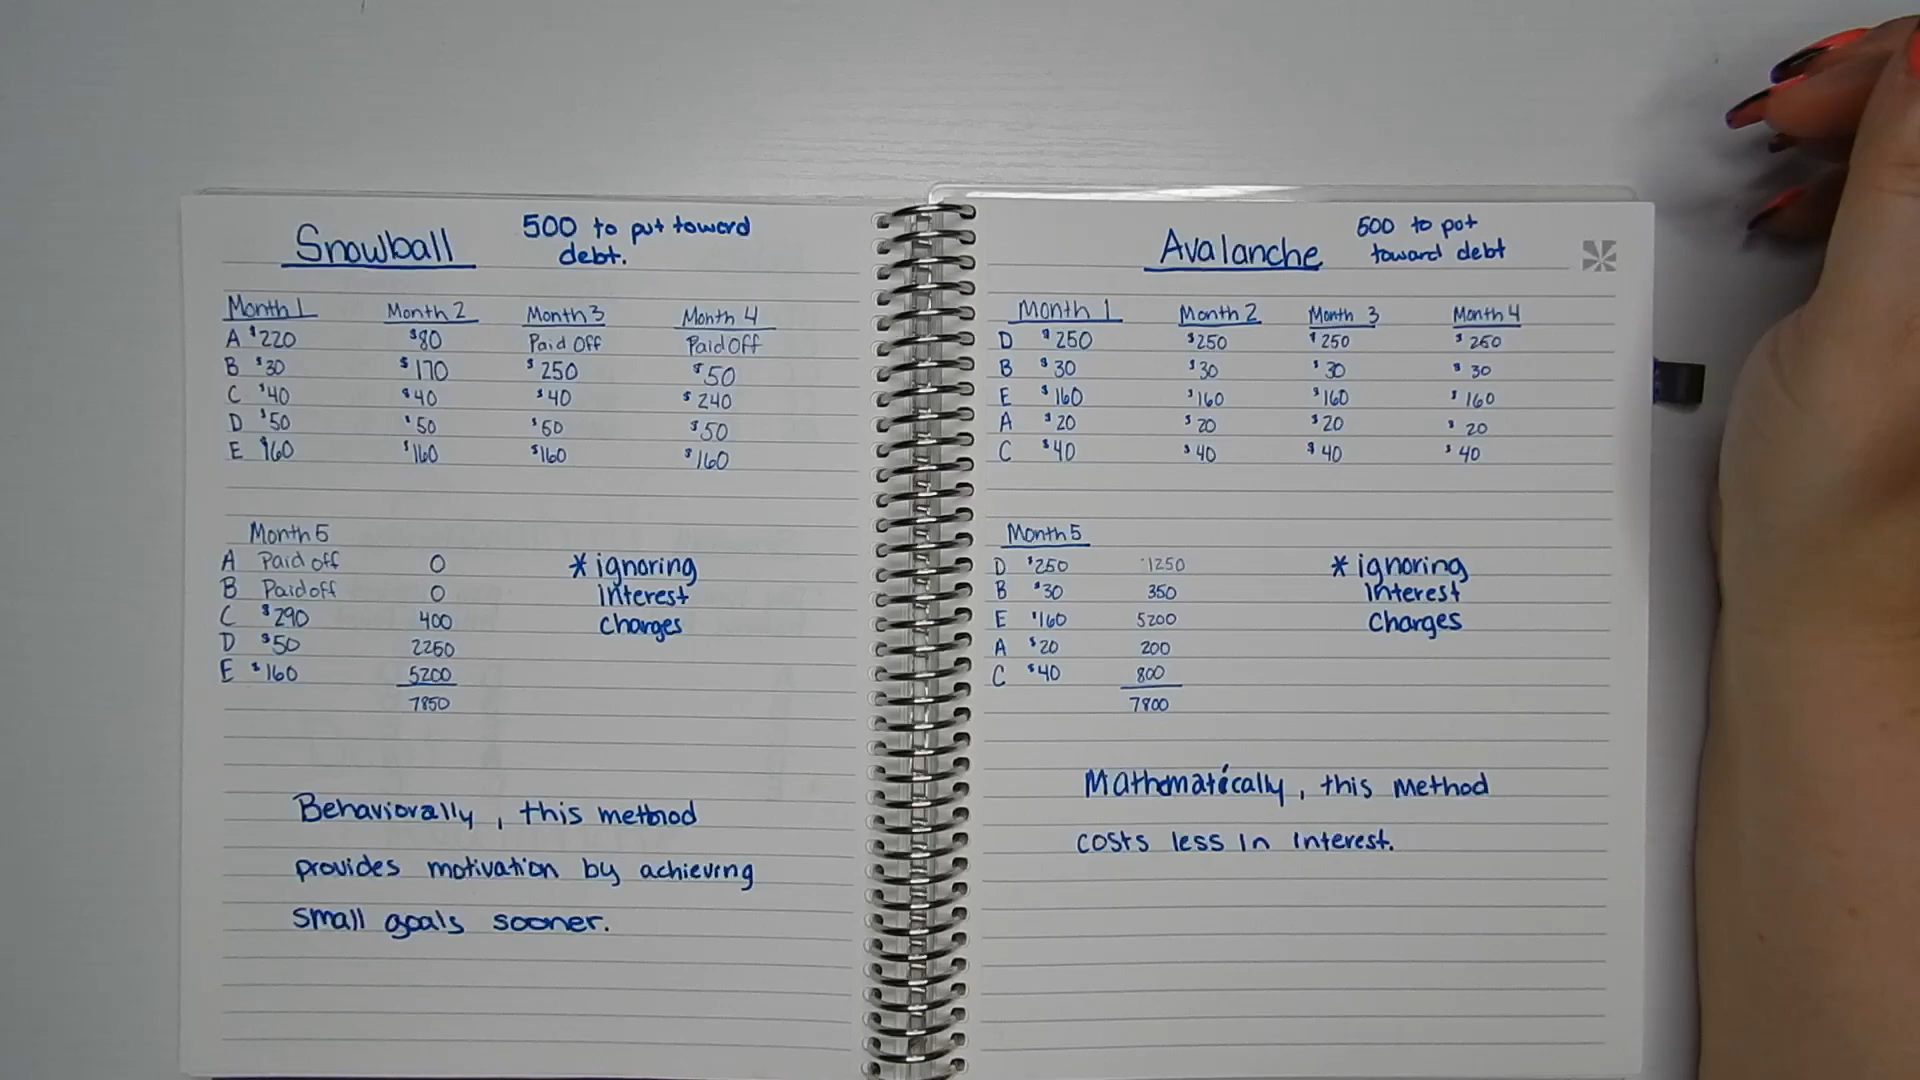 Snowball
500 to put toward
debt.
Month 1 Month 2 Month 3 Month 4
A $220 $80 Paid Off Paid Off
B $30 $170 $250 $50
C $40 $40 $40 $240
D $50 $50 $50 $50
E $160 $160 $160 $160
Month 5
A Paid off 0
B Paid off 0
C $290 400
D $50 2250
E $160 5200
7850
* ignoring
interest
charges
Behaviorally, this method
provides motivation by achieving
small goals sooner.
Avalanche
500 to put
toward debt
Month 1 Month 2 Month 3 Month 4
D $250 $250 $250 $250
B $30 $30 $30 $30
E $160 $160 $160 $160
A $20 $20 $20 $20
C $40 $40 $40 $40
Month 5
D $250 1250
B $30 350
E $160 5200
A $20 200
C $40 800
7800
* ignoring
interest
charges
Mathematically, this method
costs less in interest.